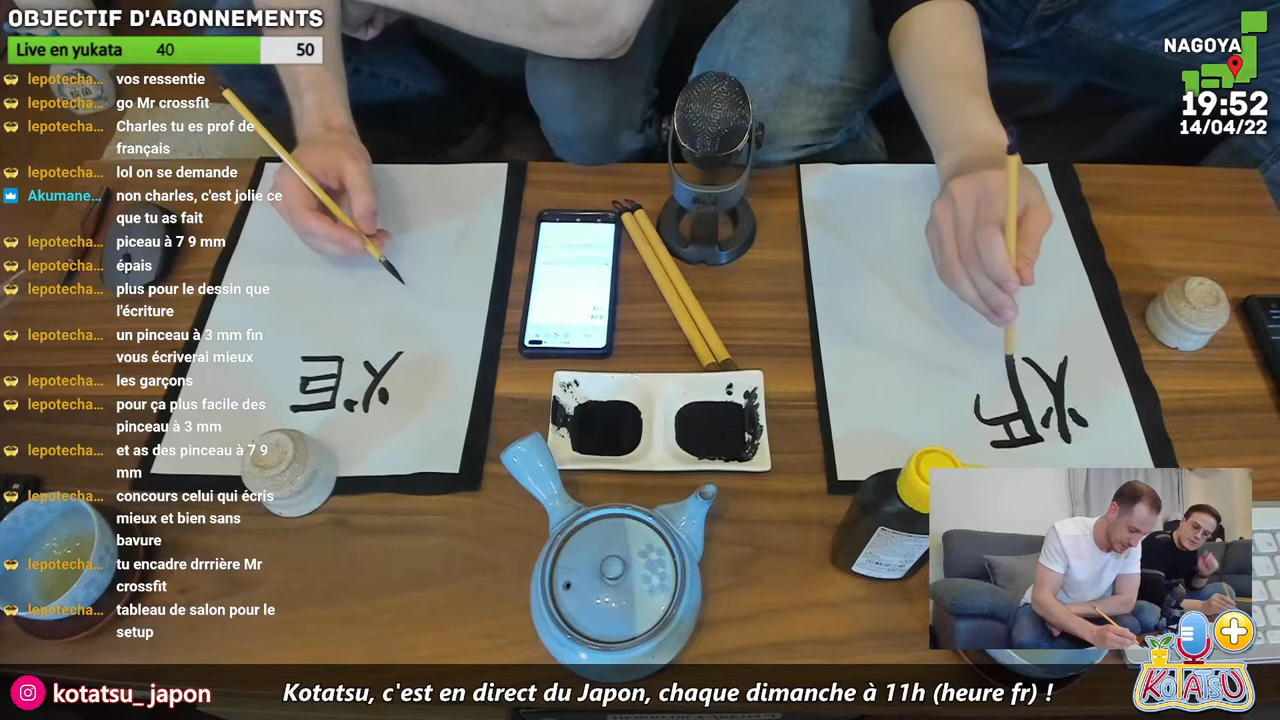 OBJECTIF D'ABONNEMENTS
Live en yukata 40 50
lepotecha... vos ressentie
lepotecha... go Mr crossfit
lepotecha... Charles tu es prof de
français
lepotecha... lol on se demande
Akumane... non charles, c'est jolie ce
que tu as fait
lepotecha... piceau à 7 9 mm
lepotecha... épais
lepotecha... plus pour le dessin que
l'écriture
lepotecha... un pinceau à 3 mm fin
vous écriverai mieux
lepotecha... les garçons
lepotecha... pour ça plus facile des
pinceau à 3 mm
lepotecha... et as des pinceau à 7 9
mm
lepotecha... concours celui qui écris
mieux et bien sans
bavure
lepotecha... tu encadre drrrière Mr
crossfit
lepotecha... tableau de salon pour le
setup
NAGOYA
19:52
14/04/22
kotatsu_japon
Kotatsu, c'est en direct du Japon, chaque dimanche à 11h (heure fr) !
KOTATSU